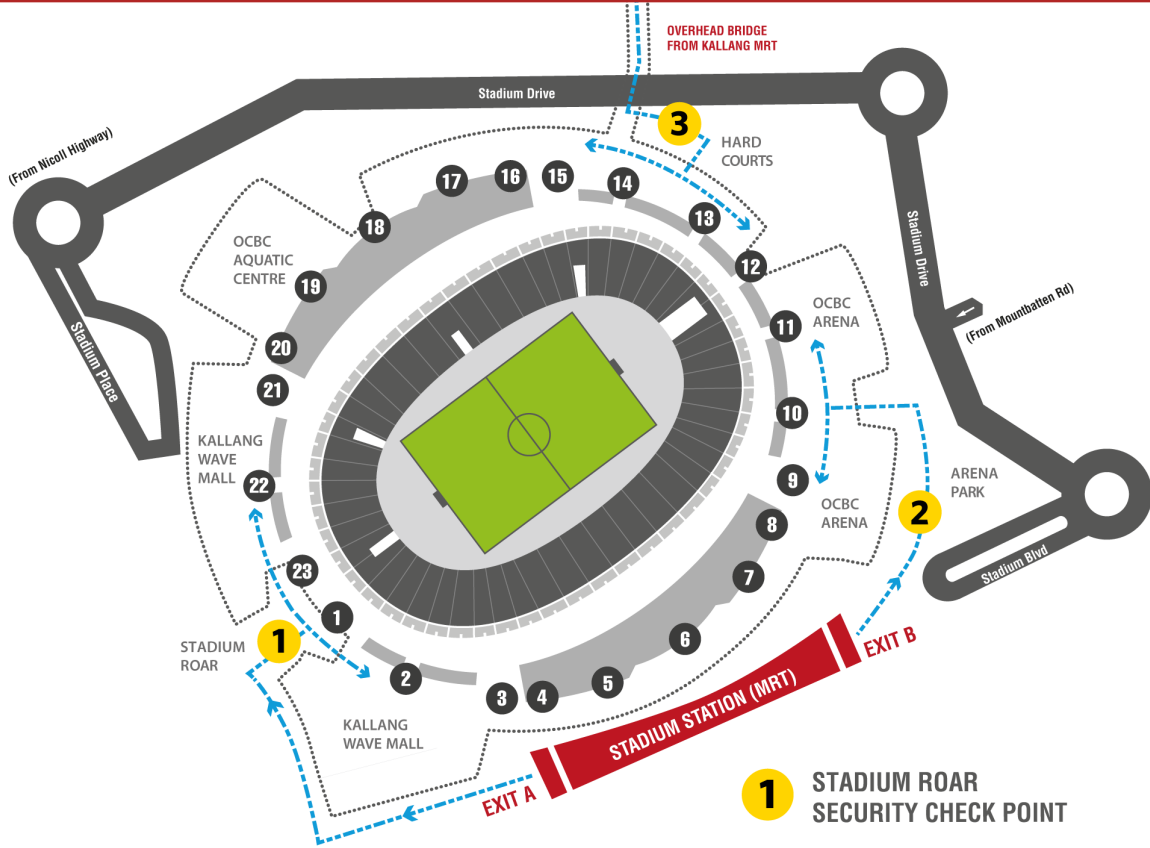 OVERHEAD BRIDGE
FROM KALLANG MRT
Stadium Drive
3
HARD
COURTS
(From Nicoll Highway)
17
16
15
14
13
18
12
OCBC
AQUATIC
CENTRE
19
Stadium Drive
OCBC
ARENA
11
(From Mountbatten Rd)
20
Stadium Place
21
10
KALLANG
WAVE
MALL
22
9
ARENA
PARK
OCBC
ARENA
2
8
23
7
Stadium Blvd
1
1
STADIUM
ROAR
6
EXIT B
2
5
3
4
STADIUM STATION (MRT)
KALLANG
WAVE MALL
EXIT A
1
STADIUM ROAR
SECURITY CHECK POINT